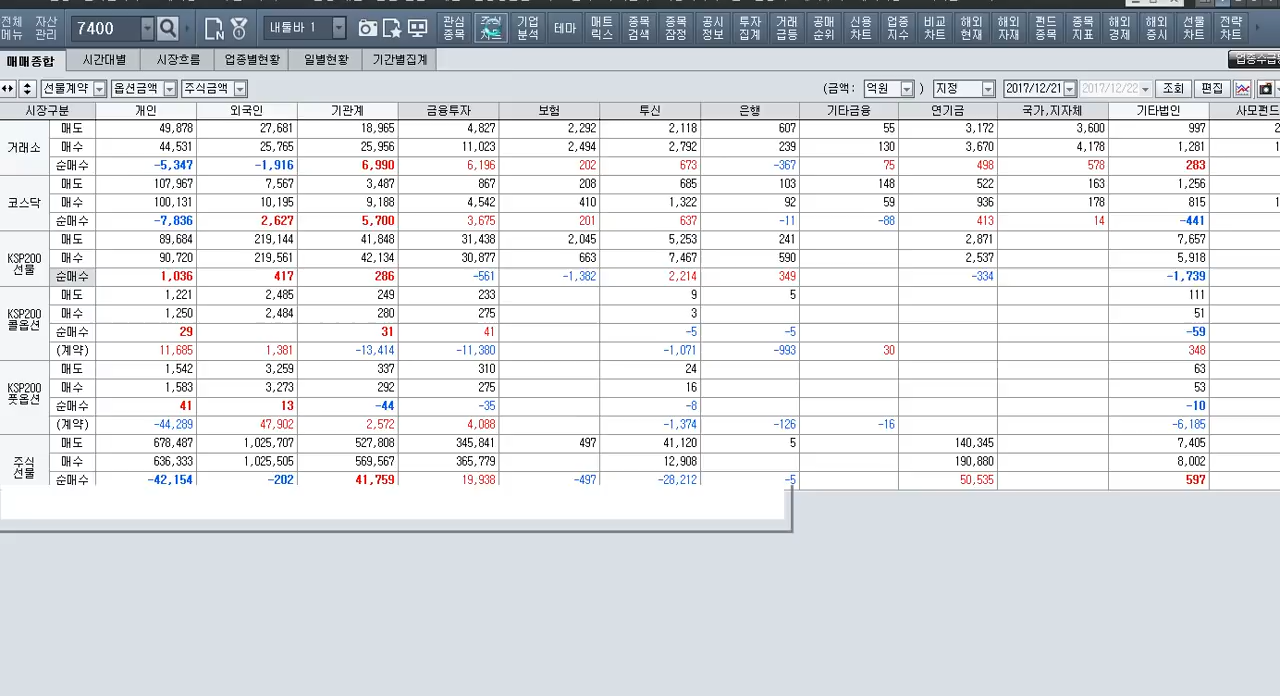 전체 자산 7400 내툴바 1 관심 주식 기업 테마 매트 종목 종목 공시 투자 거래 공매 신용 업종 비교 해외 해외 펀드 종목 해외 해외 선물 전략
메뉴 관리 종목 차트 분석 릭스 검색 잠정 정보 집계 급등 순위 차트 지수 차트 현재 자재 종목 지표 경제 증시 차트 차트
매매종합 시간대별 시장흐름 업종별현황 일별현황 기간별집계 업종수급
선물계약 옵션금액 주식금액 (금액: 억원 ) 지정 2017/12/21 2017/12/22 조회 편집
시장구분 개인 외국인 기관계 금융투자 보험 투신 은행 기타금융 연기금 국가,지자체 기타법인 사모펀드
거래소
매도 49,878 27,681 18,965 4,827 2,292 2,118 607 55 3,172 3,600 997
매수 44,531 25,765 25,956 11,023 2,494 2,792 239 130 3,670 4,178 1,281
순매수 -5,347 -1,916 6,990 6,196 202 673 -367 75 498 578 283
코스닥
매도 107,967 7,567 3,487 867 208 685 103 148 522 163 1,256
매수 100,131 10,195 9,188 4,542 410 1,322 92 59 936 178 815
순매수 -7,836 2,627 5,700 3,675 201 637 -11 -88 413 14 -441
KSP200
선물
매도 89,684 219,144 41,848 31,438 2,045 5,253 241 2,871 7,657
매수 90,720 219,561 42,134 30,877 663 7,467 590 2,537 5,918
순매수 1,036 417 286 -561 -1,382 2,214 349 -334 -1,739
KSP200
콜옵션
매도 1,221 2,485 249 233 9 5 111
매수 1,250 2,484 280 275 3 51
순매수 29 31 41 -5 -5 -59
(계약) 11,685 1,381 -13,414 -11,380 -1,071 -993 30 348
KSP200
풋옵션
매도 1,542 3,259 337 310 24 63
매수 1,583 3,273 292 275 16 53
순매수 41 13 -44 -35 -8 -10
(계약) -44,289 47,902 2,572 4,088 -1,374 -126 -16 -6,185
주식
선물
매도 678,487 1,025,707 527,808 345,841 497 41,120 5 140,345 7,405
매수 636,333 1,025,505 569,567 365,779 12,908 190,880 8,002
순매수 -42,154 -202 41,759 19,938 -497 -28,212 -5 50,535 597